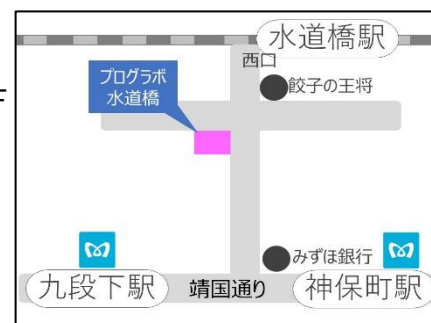 水道橋駅
西口
プログラボ
水道橋
餃子の王将
みずほ銀行
九段下駅
靖国通り
神保町駅